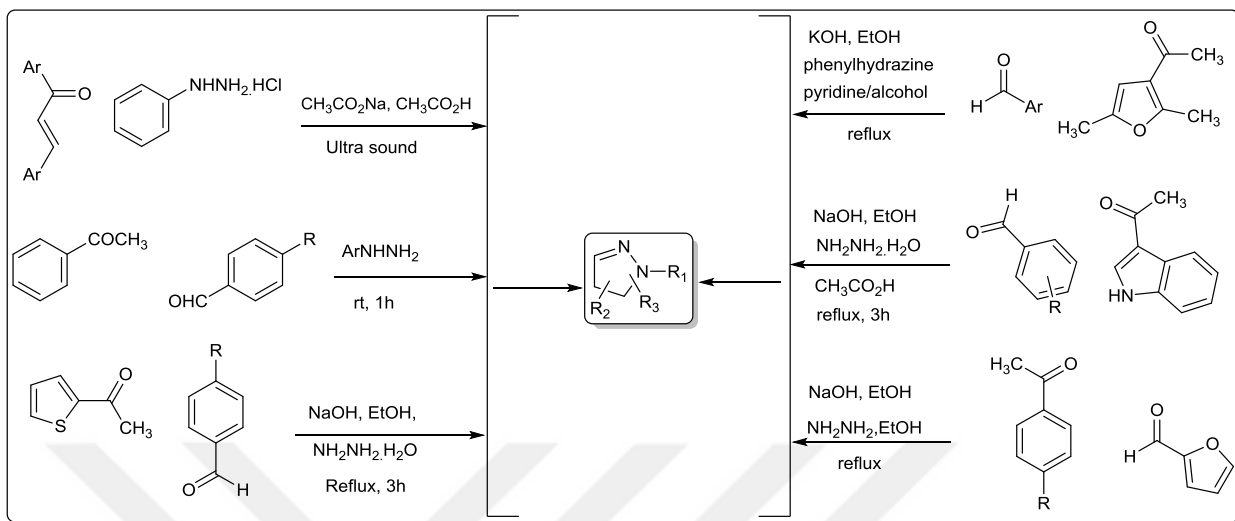 Ar
O
Ar
NHNH₂.HCl
CH₃CO₂Na, CH₃CO₂H
Ultra sound
COCH₃
OHC
R
ArNHNH₂
rt, 1h
S
O
CH₃
R
O
H
NaOH, EtOH,
NH₂NH₂.H₂O
Reflux, 3h
N
N
R₁
R₂
R₃
KOH, EtOH
phenylhydrazine
pyridine/alcohol
reflux
O
H
Ar
O
CH₃
H₃C
O
CH₃
NaOH, EtOH
NH₂NH₂.H₂O
CH₃CO₂H
reflux, 3h
H
O
R
O
CH₃
HN
NaOH, EtOH
NH₂NH₂,EtOH
reflux
H₃C
O
R
O
H
O